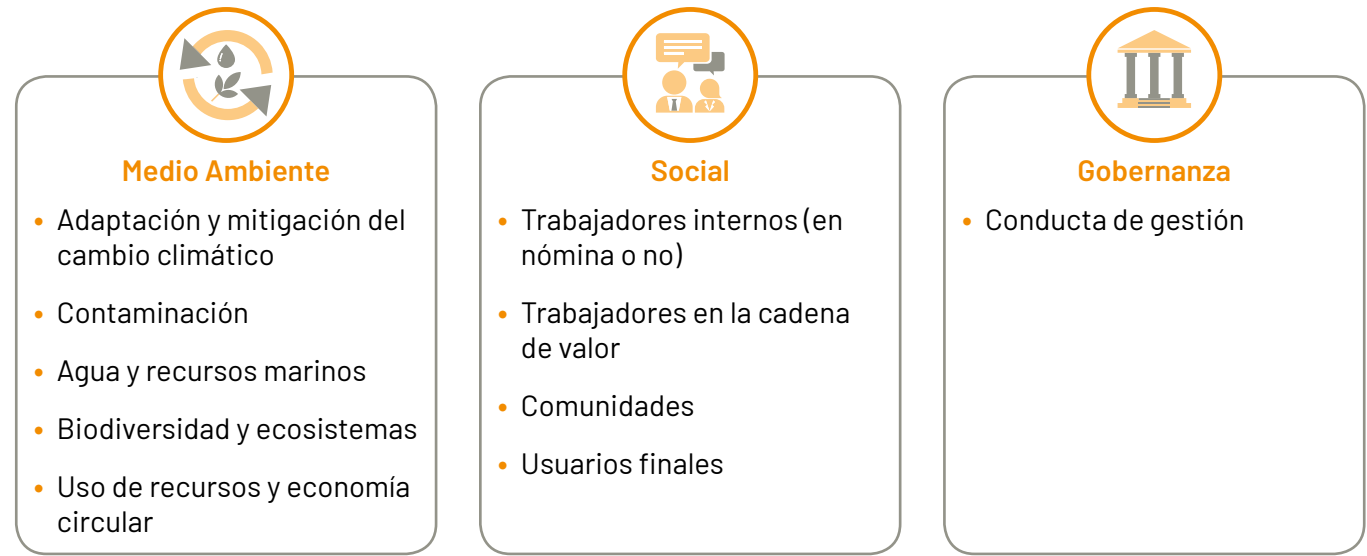 Medio Ambiente
• Adaptación y mitigación del
cambio climático
• Contaminación
• Agua y recursos marinos
• Biodiversidad y ecosistemas
• Uso de recursos y economía
circular
Social
• Trabajadores internos (en
nómina o no)
• Trabajadores en la cadena
de valor
• Comunidades
• Usuarios finales
Gobernanza
• Conducta de gestión